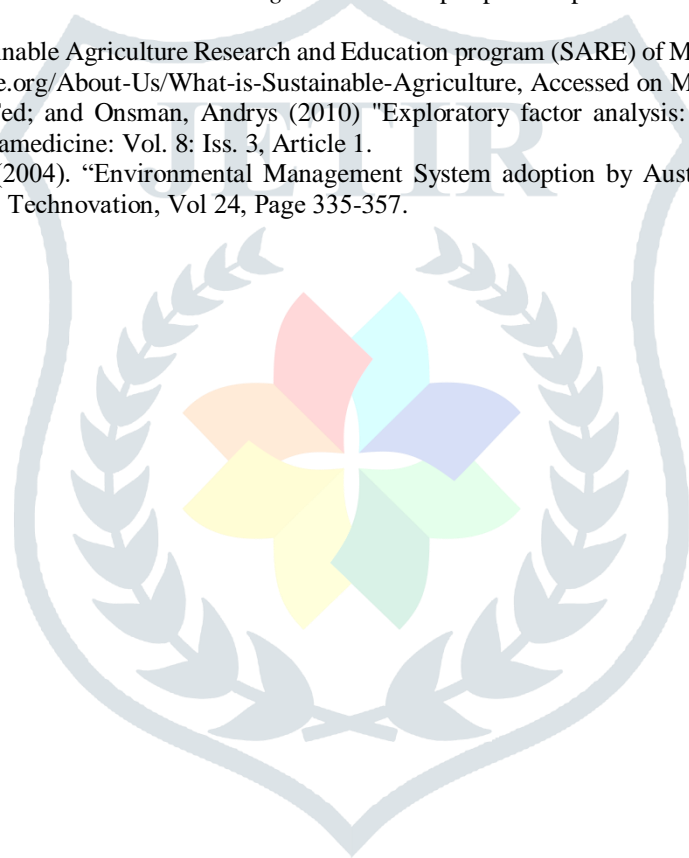 inable Agriculture Research and Education program (SARE) of M
e.org/About-Us/What-is-Sustainable-Agriculture, Accessed on M
ed; and Onsman, Andrys (2010) "Exploratory factor analysis:
amedicine: Vol. 8: Iss. 3, Article 1.
(2004). “Environmental Management System adoption by Aust
Technovation, Vol 24, Page 335-357.
JETIR